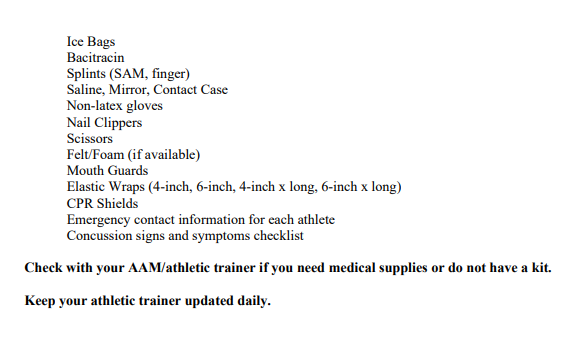 Ice Bags
Bacitracin
Splints (SAM, finger)
Saline, Mirror, Contact Case
Non-latex gloves
Nail Clippers
Scissors
Felt/Foam (if available)
Mouth Guards
Elastic Wraps (4-inch, 6-inch, 4-inch x long, 6-inch x long)
CPR Shields
Emergency contact information for each athlete
Concussion signs and symptoms checklist
Check with your AAM/athletic trainer if you need medical supplies or do not have a kit.
Keep your athletic trainer updated daily.